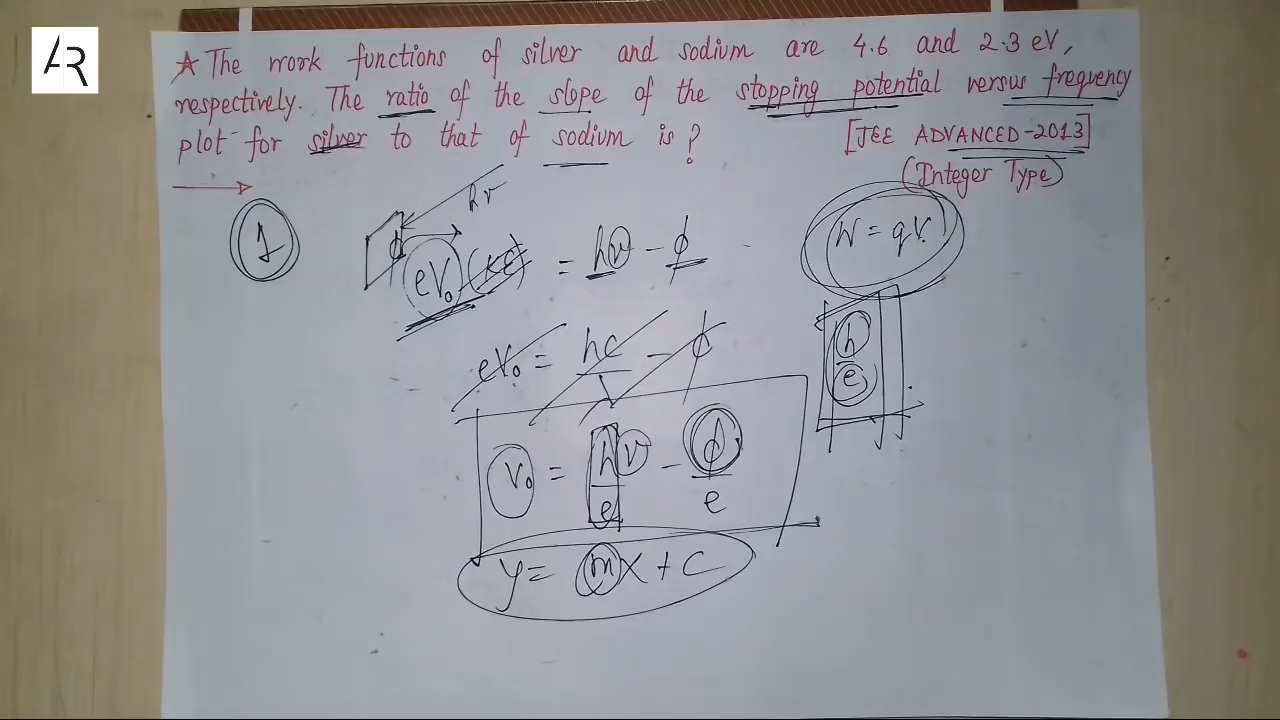 AR
★ The work functions of silver and sodium are 4.6 and 2.3 eV,
respectively. The ratio of the slope of the stopping potential versus frequency
plot for silver to that of sodium is?
[JEE ADVANCED-2013]
(Integer Type)
1
hν
ϕ
eV₀ (KE) = hν - ϕ
W = qV
eV₀ = hc/λ - ϕ
h/e
V₀ = hν/e - ϕ/e
y = mx + c